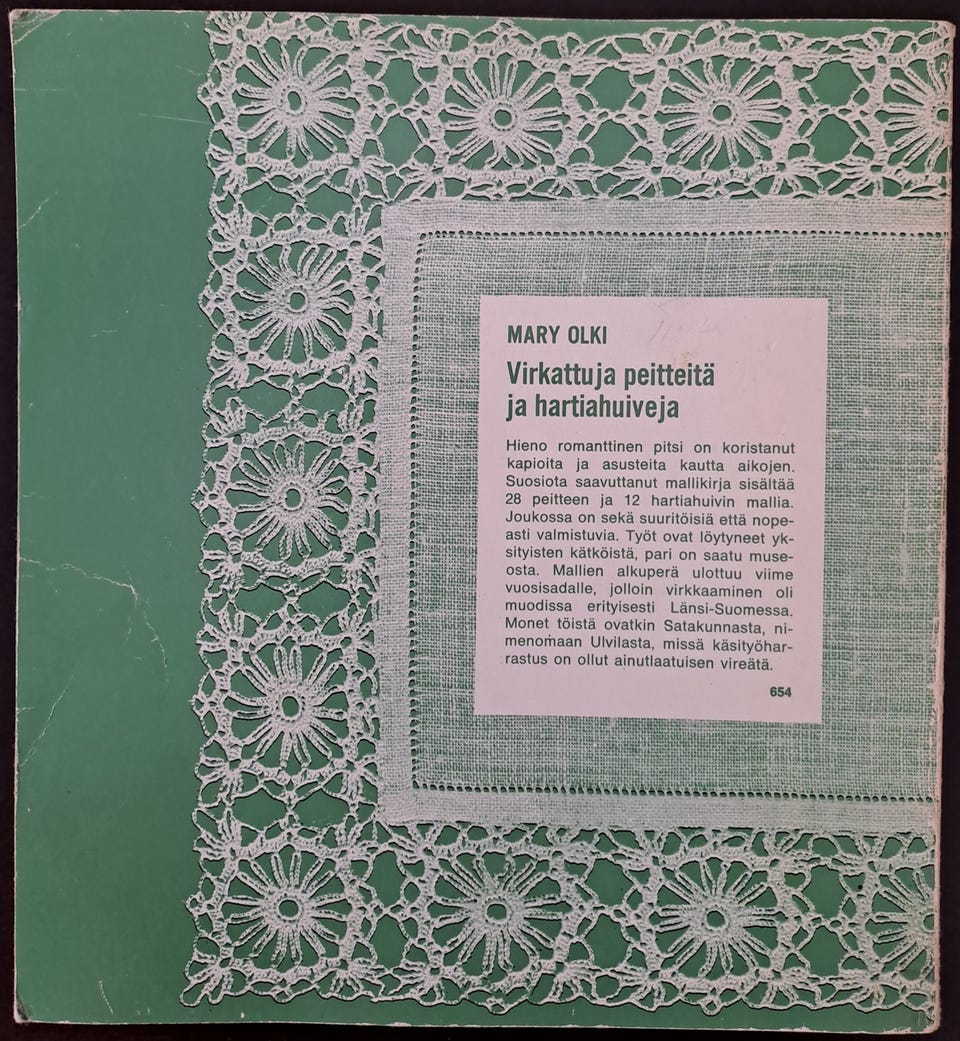 MARY OLKI
Virkattuja peitteitä
ja hartiahuiveja
Hieno romanttinen pitsi on koristanut
kapioita ja asusteita kautta aikojen.
Suosiota saavuttanut mallikirja sisältää
28 peitteen ja 12 hartiahuivin mallia.
Joukossa on sekä suuritöisiä että nope-
asti valmistuvia. Työt ovat löytyneet yk-
sityisten kätköistä, pari on saatu muse-
osta. Mallien alkuperä ulottuu viime
vuosisadalle, jolloin virkkaaminen oli
muodissa erityisesti Länsi-Suomessa.
Monet töistä ovatkin Satakunnasta, ni-
menomaan Ulvilasta, missä käsityöhar-
rastus on ollut ainutlaatuisen vireätä.
654